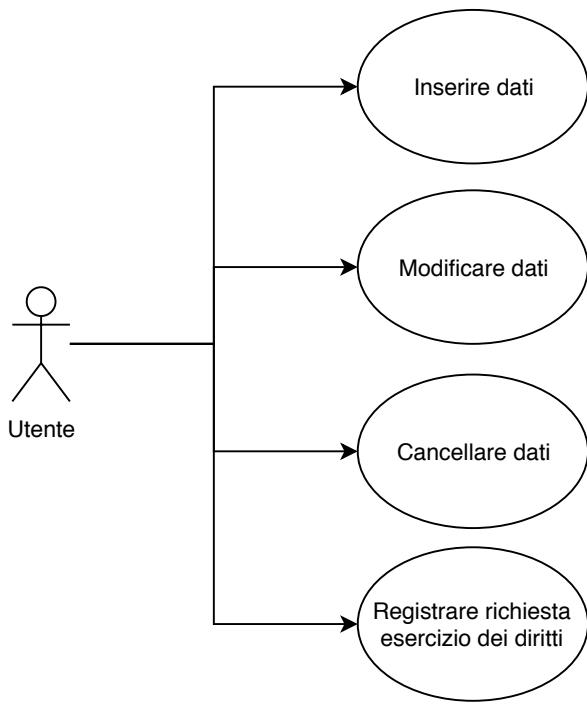 Inserire dati
Modificare dati
Utente
Cancellare dati
Registrare richiesta
esercizio dei diritti